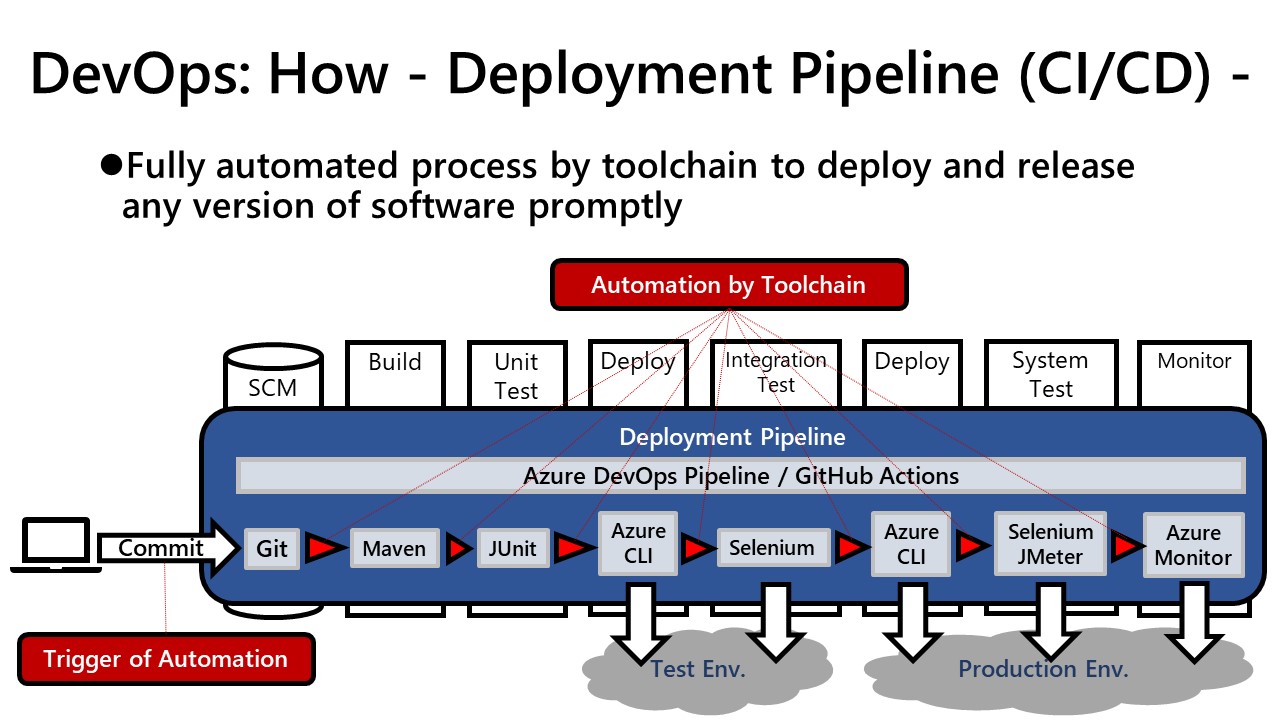 DevOps: How - Deployment Pipeline (CI/CD) -
●Fully automated process by toolchain to deploy and release
any version of software promptly
Automation by Toolchain
SCM
Build
Unit
Test
Deploy
Integration
Test
Deploy
System
Test
Monitor
Deployment Pipeline
Azure DevOps Pipeline / GitHub Actions
Commit
Git
Maven
JUnit
Azure
CLI
Selenium
Azure
CLI
Selenium
JMeter
Azure
Monitor
Trigger of Automation
Test Env.
Production Env.